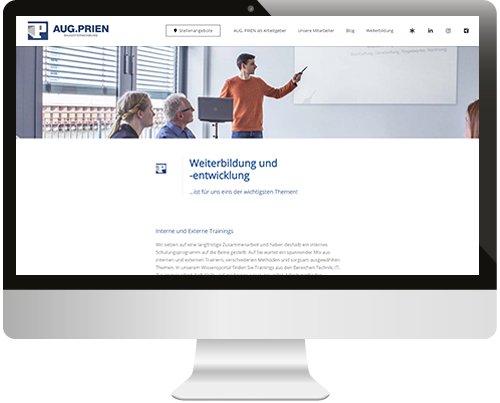 AUG.PRIEN
BAUUNTERNEHMUNG
Stellenangebote
AUG. PRIEN als Arbeitgeber
Unsere Mitarbeiter
Blog
Weiterbildung
Weiterbildung und
-entwicklung
...ist für uns eins der wichtigsten Themen!
Interne und Externe Trainings
Wir setzen auf eine langfristige Zusammenarbeit und haben deshalb ein internes
Schulungsprogramm auf die Beine gestellt: Auf Sie wartet ein spannender Mix aus
internen und externen Trainern, verschiedenen Methoden und sorgsam ausgewählten
Themen. In unserem Wissensportal finden Sie Trainings aus den Bereichen Technik, IT,